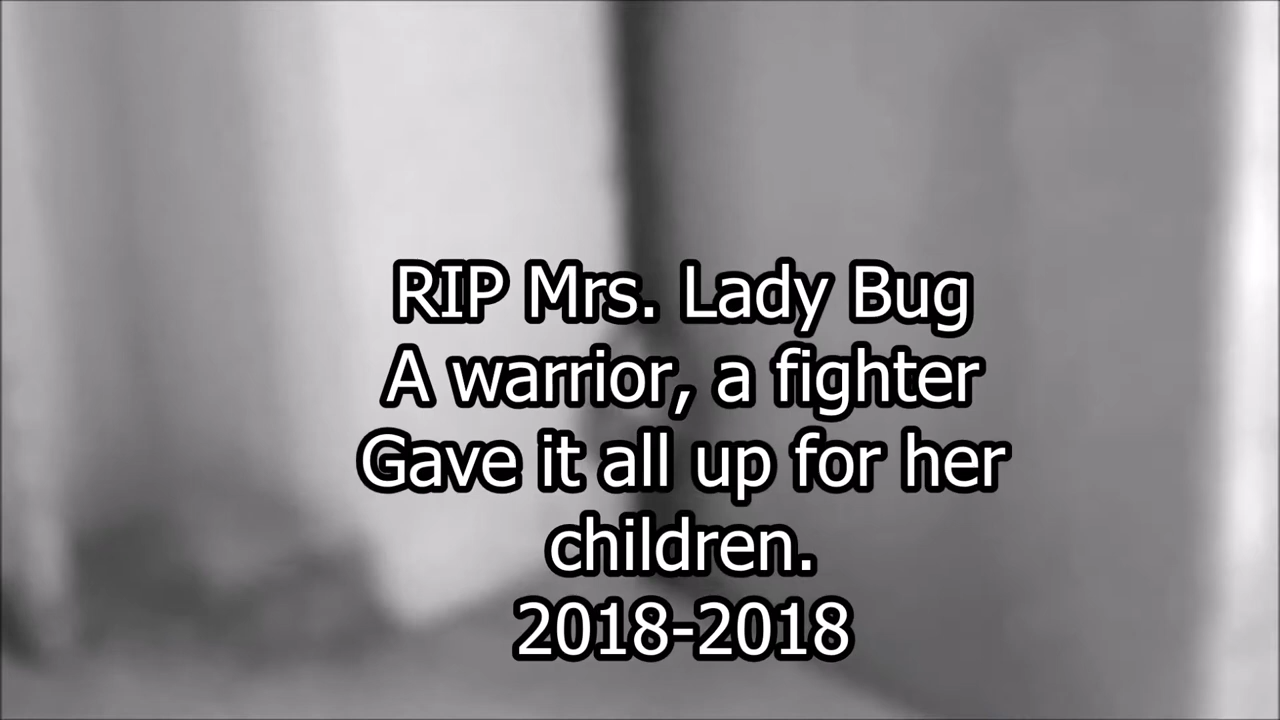 RIP Mrs. Lady Bug
A warrior, a fighter
Gave it all up for her
children.
2018-2018